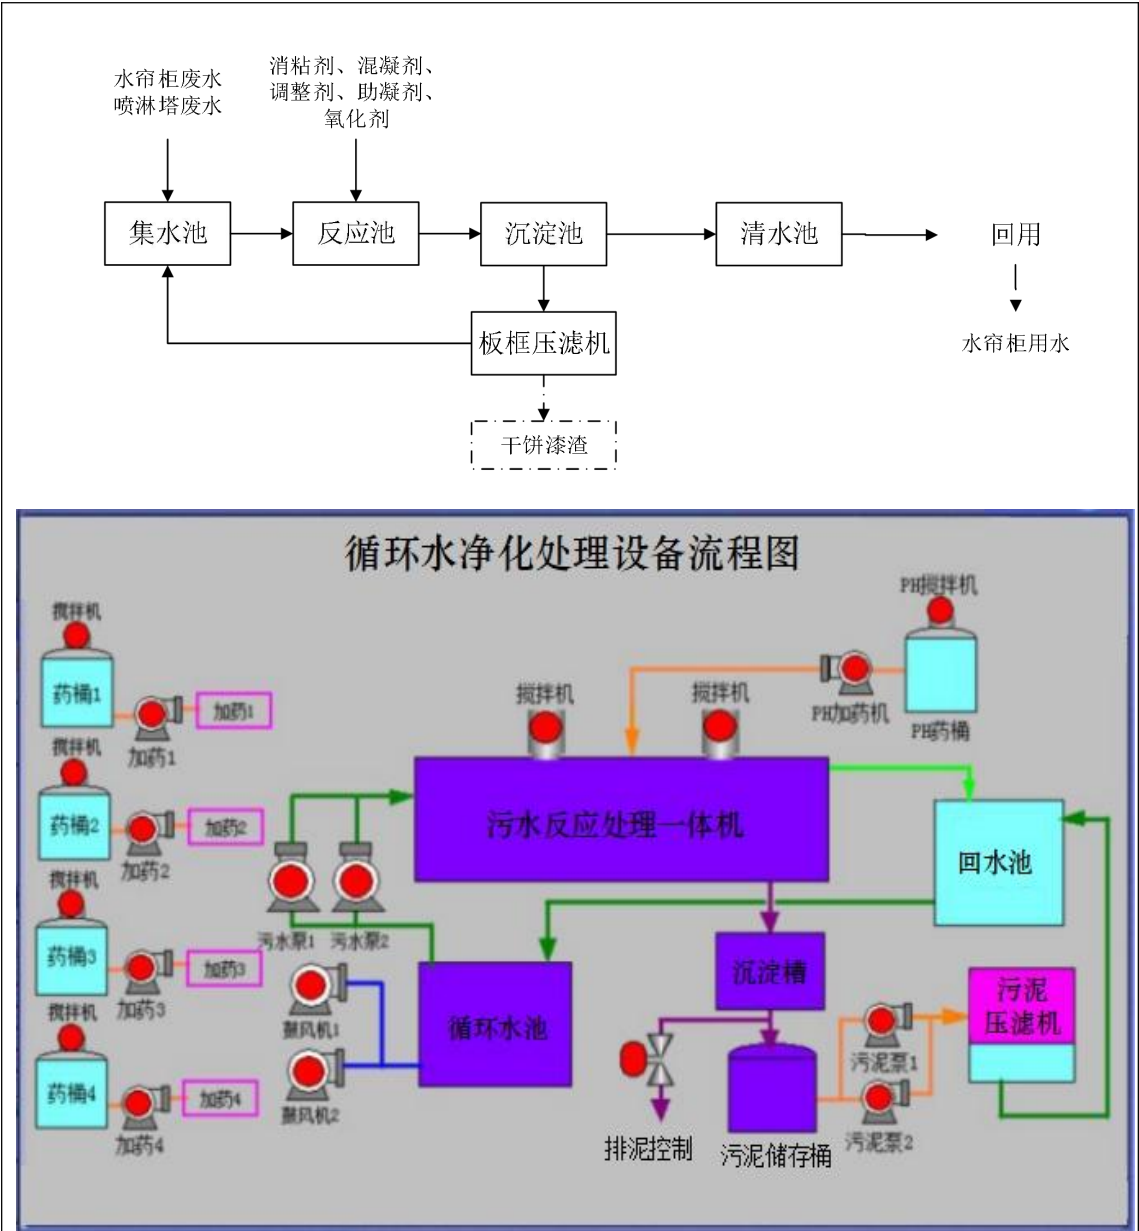 水帘柜废水
喷淋塔废水
消粘剂、混凝剂、
调整剂、助凝剂、
氧化剂
集水池
反应池
沉淀池
清水池
回用
板框压滤机
水帘柜用水
干饼漆渣
循环水净化处理设备流程图
搅拌机
药桶1
加药1
加药1
搅拌机
药桶2
加药2
加药2
搅拌机
药桶3
加药3
加药3
搅拌机
药桶4
加药4
加药4
搅拌机
搅拌机
PH搅拌机
PH加药机
PH药桶
污水反应处理一体机
回水池
污水泵1
污水泵2
鼓风机1
鼓风机2
循环水池
沉淀槽
排泥控制
污泥储存桶
污泥泵1
污泥泵2
污泥
压滤机